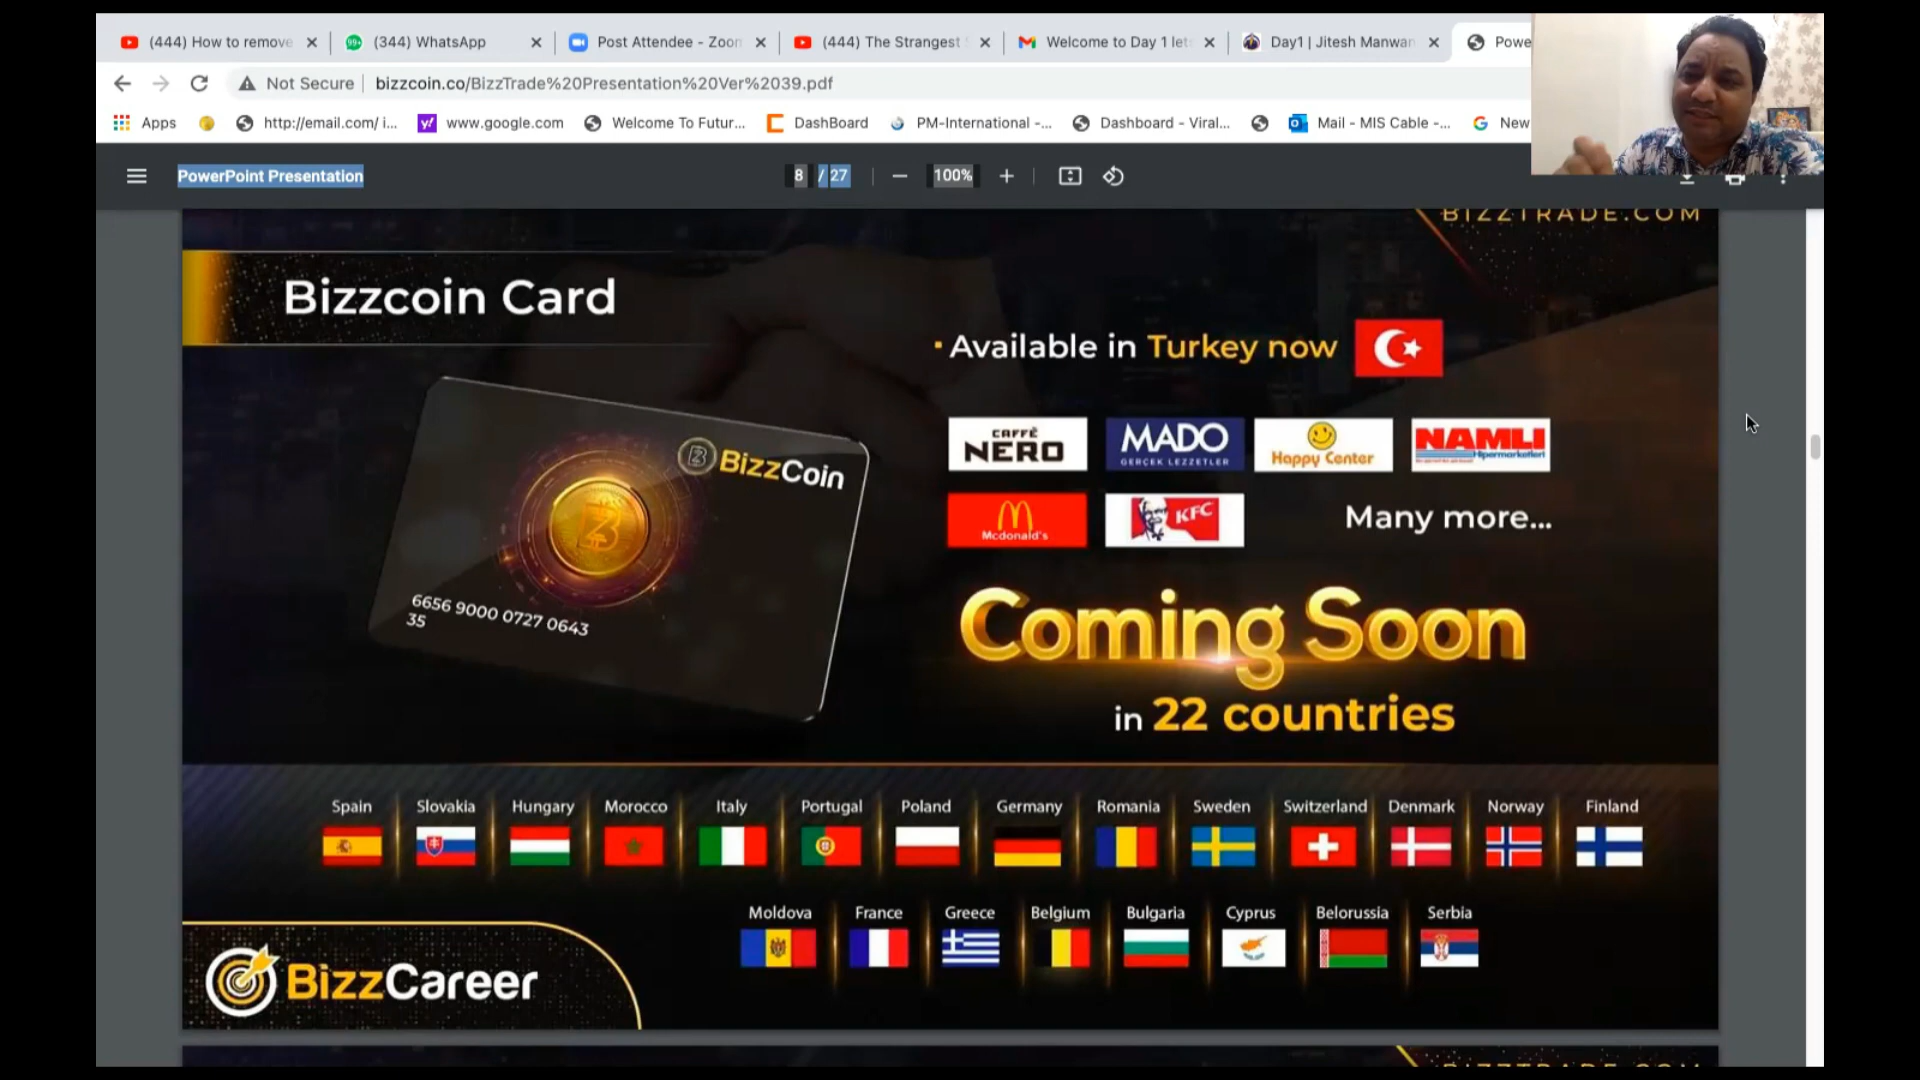 (444) How to remove
(344) WhatsApp
Post Attendee - Zoom
(444) The Strangest
Welcome to Day 1 let
Day1 | Jitesh Manwan
Powe
Not Secure
bizzcoin.co/BizzTrade%20Presentation%20Ver%2039.pdf
Apps
http://email.com/ i...
www.google.com
Welcome To Futur...
DashBoard
PM-International -...
Dashboard - Viral...
Mail - MIS Cable -...
New
PowerPoint Presentation
8 / 27
100%
BIZZTRADE.COM
Bizzcoin Card
Available in Turkey now
BizzCoin
6656 9000 0727 0643
35
CAFFÈ
NERO
MADO
GERÇEK LEZZETLER
Happy Center
NAMLI
Hipermarketleri
Mcdonald's
KFC
Many more...
Coming Soon
in 22 countries
Spain
Slovakia
Hungary
Morocco
Italy
Portugal
Poland
Germany
Romania
Sweden
Switzerland
Denmark
Norway
Finland
Moldova
France
Greece
Belgium
Bulgaria
Cyprus
Belorussia
Serbia
BizzCareer
BIZZTRADE.COM